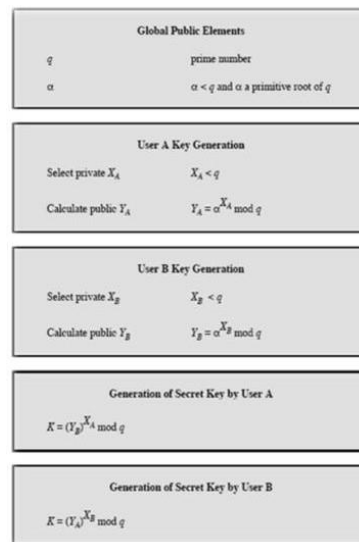 Global Public Elements
q prime number
α α < q and α a primitive root of q
User A Key Generation
Select private X_A X_A < q
Calculate public Y_A Y_A = α^X_A mod q
User B Key Generation
Select private X_B X_B < q
Calculate public Y_B Y_B = α^X_B mod q
Generation of Secret Key by User A
K = (Y_B)^X_A mod q
Generation of Secret Key by User B
K = (Y_A)^X_B mod q